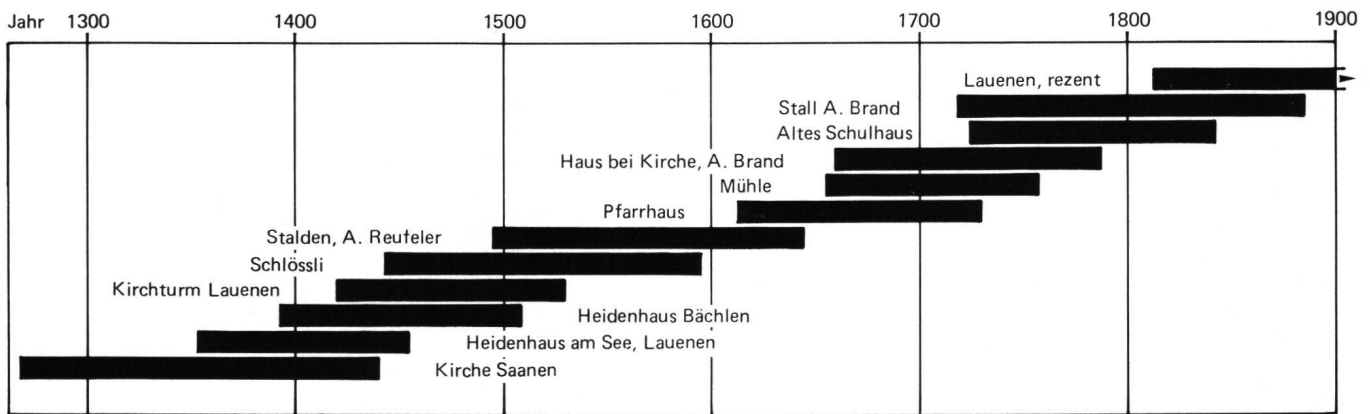 Jahr 1300 1400 1500 1600 1700 1800 1900
Lauenen, rezent
Stall A. Brand
Altes Schulhaus
Haus bei Kirche, A. Brand
Mühle
Pfarrhaus
Stalden, A. Reufeler
Schlössli
Kirchturm Lauenen
Heidenhaus Bächlen
Heidenhaus am See, Lauenen
Kirche Saanen